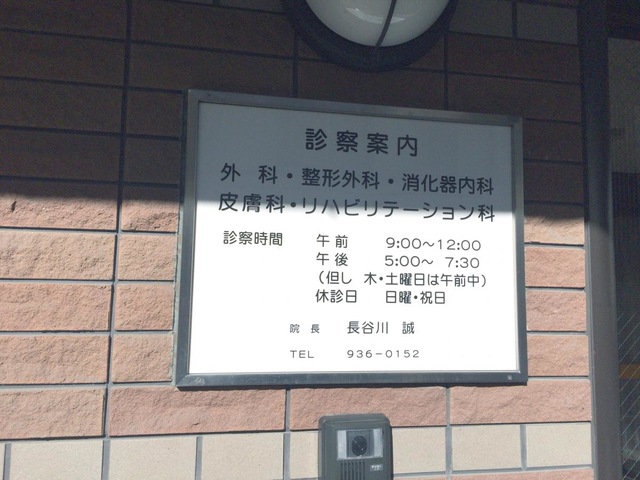 診察案内
外科・整形外科・消化器内科
皮膚科・リハビリテーション科
診察時間 午前 9:00〜12:00
午後 5:00〜 7:30
(但し 木・土曜日は午前中)
休診日 日曜・祝日
院長 長谷川 誠
TEL 936-0152